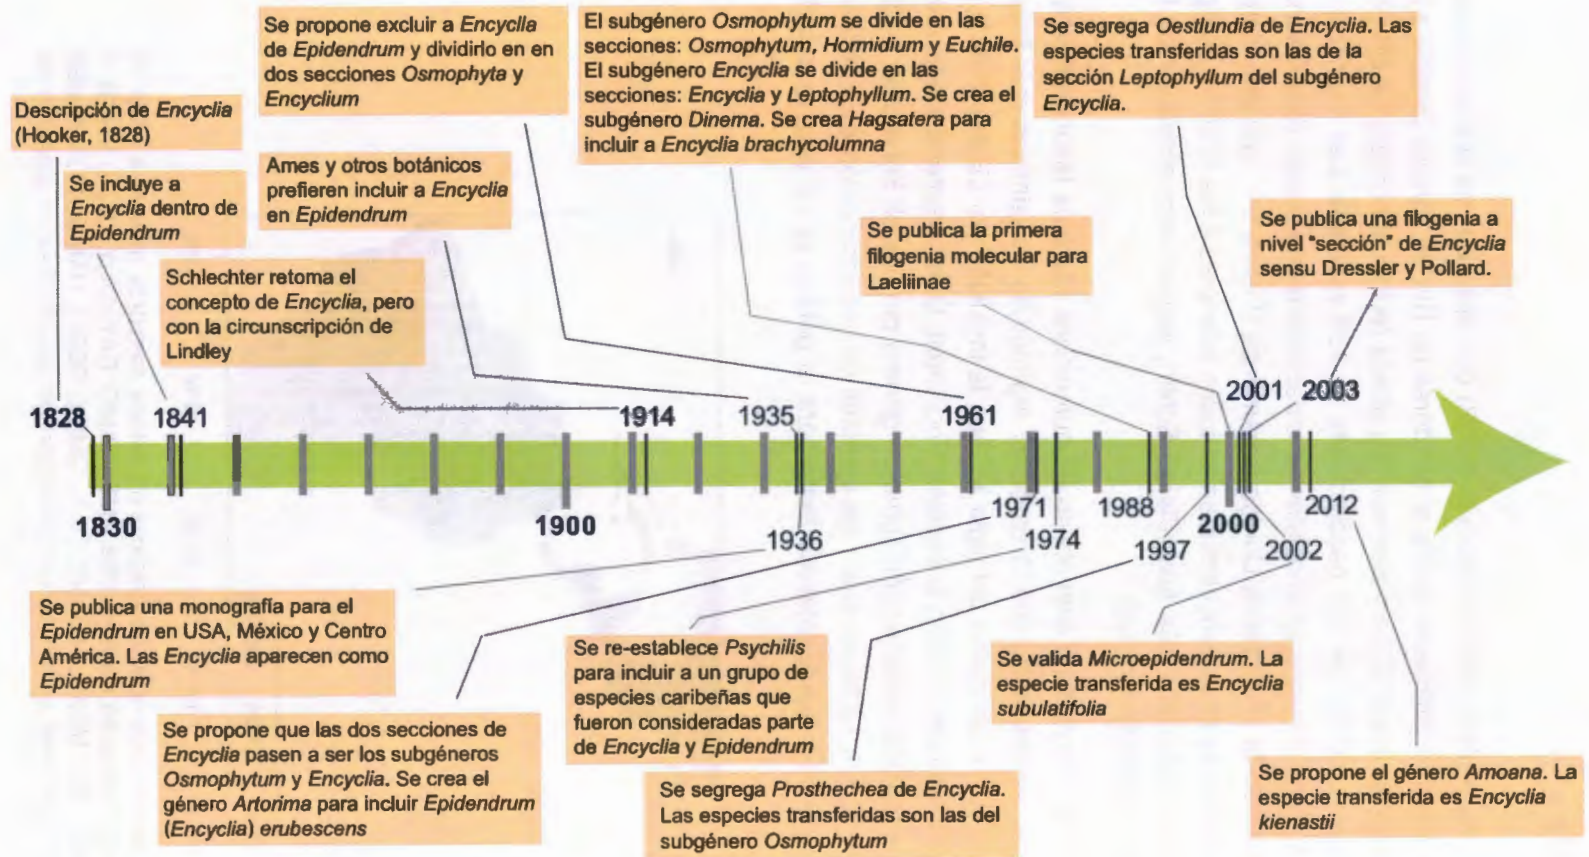 Se propone excluir a Encyclia
de Epidendrum y dividirlo en en
dos secciones Osmophyta y
Encyclium
El subgénero Osmophytum se divide en las
secciones: Osmophytum, Hormidium y Euchile.
El subgénero Encyclia se divide en las
secciones: Encyclia y Leptophyllum. Se crea el
subgénero Dinema. Se crea Hagsatera para
incluir a Encyclia brachycolumna
Se segrega Oestlundia de Encyclia. Las
especies transferidas son las de la
sección Leptophyllum del subgénero
Encyclia.
Descripción de Encyclia
(Hooker, 1828)
Se incluye a
Encyclia dentro de
Epidendrum
Ames y otros botánicos
prefieren incluir a Encyclia
en Epidendrum
Schlechter retoma el
concepto de Encyclia, pero
con la circunscripción de
Lindley
Se publica la primera
filogenia molecular para
Laeliinae
Se publica una filogenia a
nivel "sección" de Encyclia
sensu Dressler y Pollard.
1828
1841
1914
1935
1961
2001
2003
1830
1900
1936
1971
1974
1988
1997
2000
2002
2012
Se publica una monografía para el
Epidendrum en USA, México y Centro
América. Las Encyclia aparecen como
Epidendrum
Se propone que las dos secciones de
Encyclia pasen a ser los subgéneros
Osmophytum y Encyclia. Se crea el
género Artorima para incluir Epidendrum
(Encyclia) erubescens
Se re-establece Psychilis
para incluir a un grupo de
especies caribeñas que
fueron consideradas parte
de Encyclia y Epidendrum
Se segrega Prosthechea de Encyclia.
Las especies transferidas son las del
subgénero Osmophytum
Se valida Microepidendrum. La
especie transferida es Encyclia
subulatifolia
Se propone el género Amoana. La
especie transferida es Encyclia
kienastii